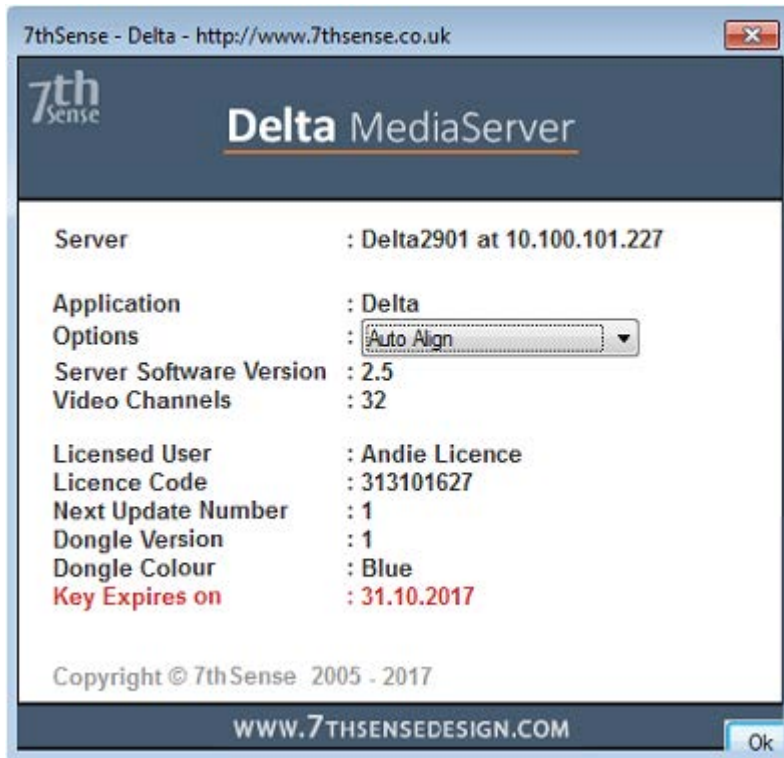 7thSense - Delta - http://www.7thsense.co.uk
7th
Sense
Delta MediaServer
Server : Delta2901 at 10.100.101.227
Application : Delta
Options : Auto Align
Server Software Version : 2.5
Video Channels : 32
Licensed User : Andie Licence
Licence Code : 313101627
Next Update Number : 1
Dongle Version : 1
Dongle Colour : Blue
Key Expires on : 31.10.2017
Copyright © 7thSense 2005 - 2017
WWW.7THSENSEDESIGN.COM
Ok